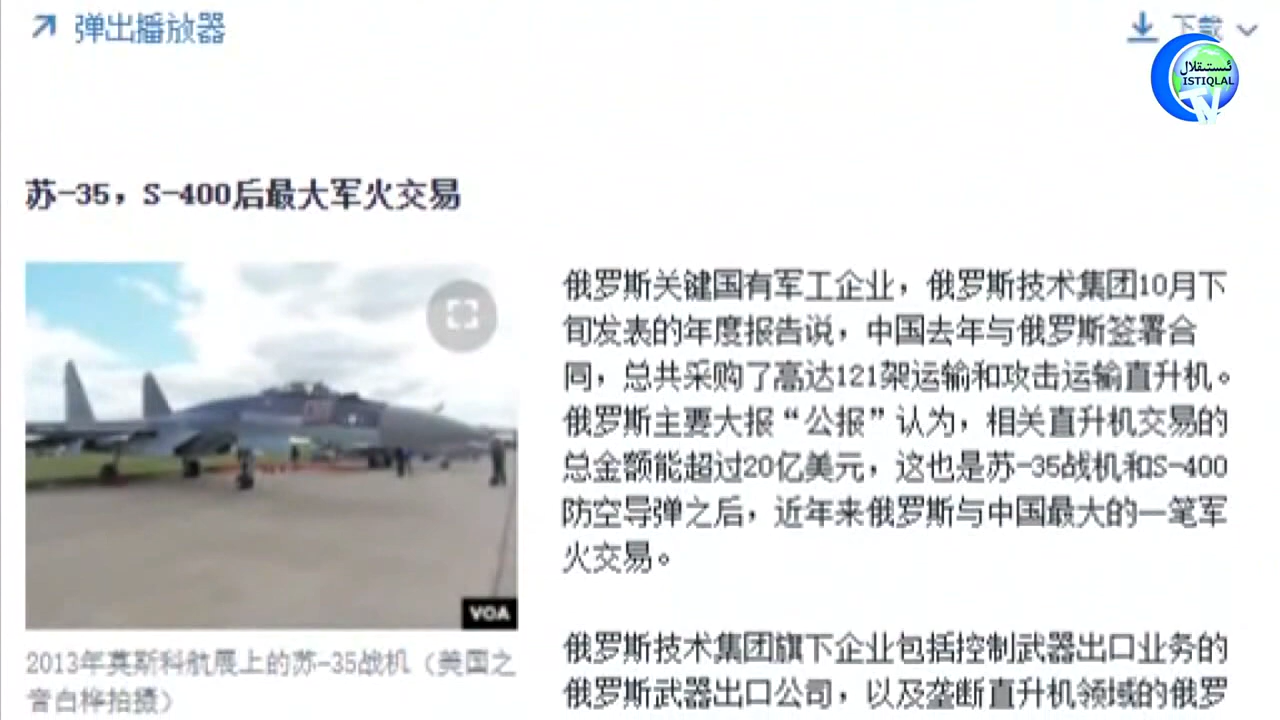 弹出播放器
下载
ئىستىقلال
ISTIQLAL
TV
苏-35，S-400后最大军火交易
VOA
2013年莫斯科航展上的苏-35战机（美国之
音白桦拍摄）
俄罗斯关键国有军工企业，俄罗斯技术集团10月下
旬发表的年度报告说，中国去年与俄罗斯签署合
同，总共采购了高达121架运输和攻击运输直升机。
俄罗斯主要大报“公报”认为，相关直升机交易的
总金额能超过20亿美元，这也是苏-35战机和S-400
防空导弹之后，近年来俄罗斯与中国最大的一笔军
火交易。
俄罗斯技术集团旗下企业包括控制武器出口业务的
俄罗斯武器出口公司，以及垄断直升机领域的俄罗